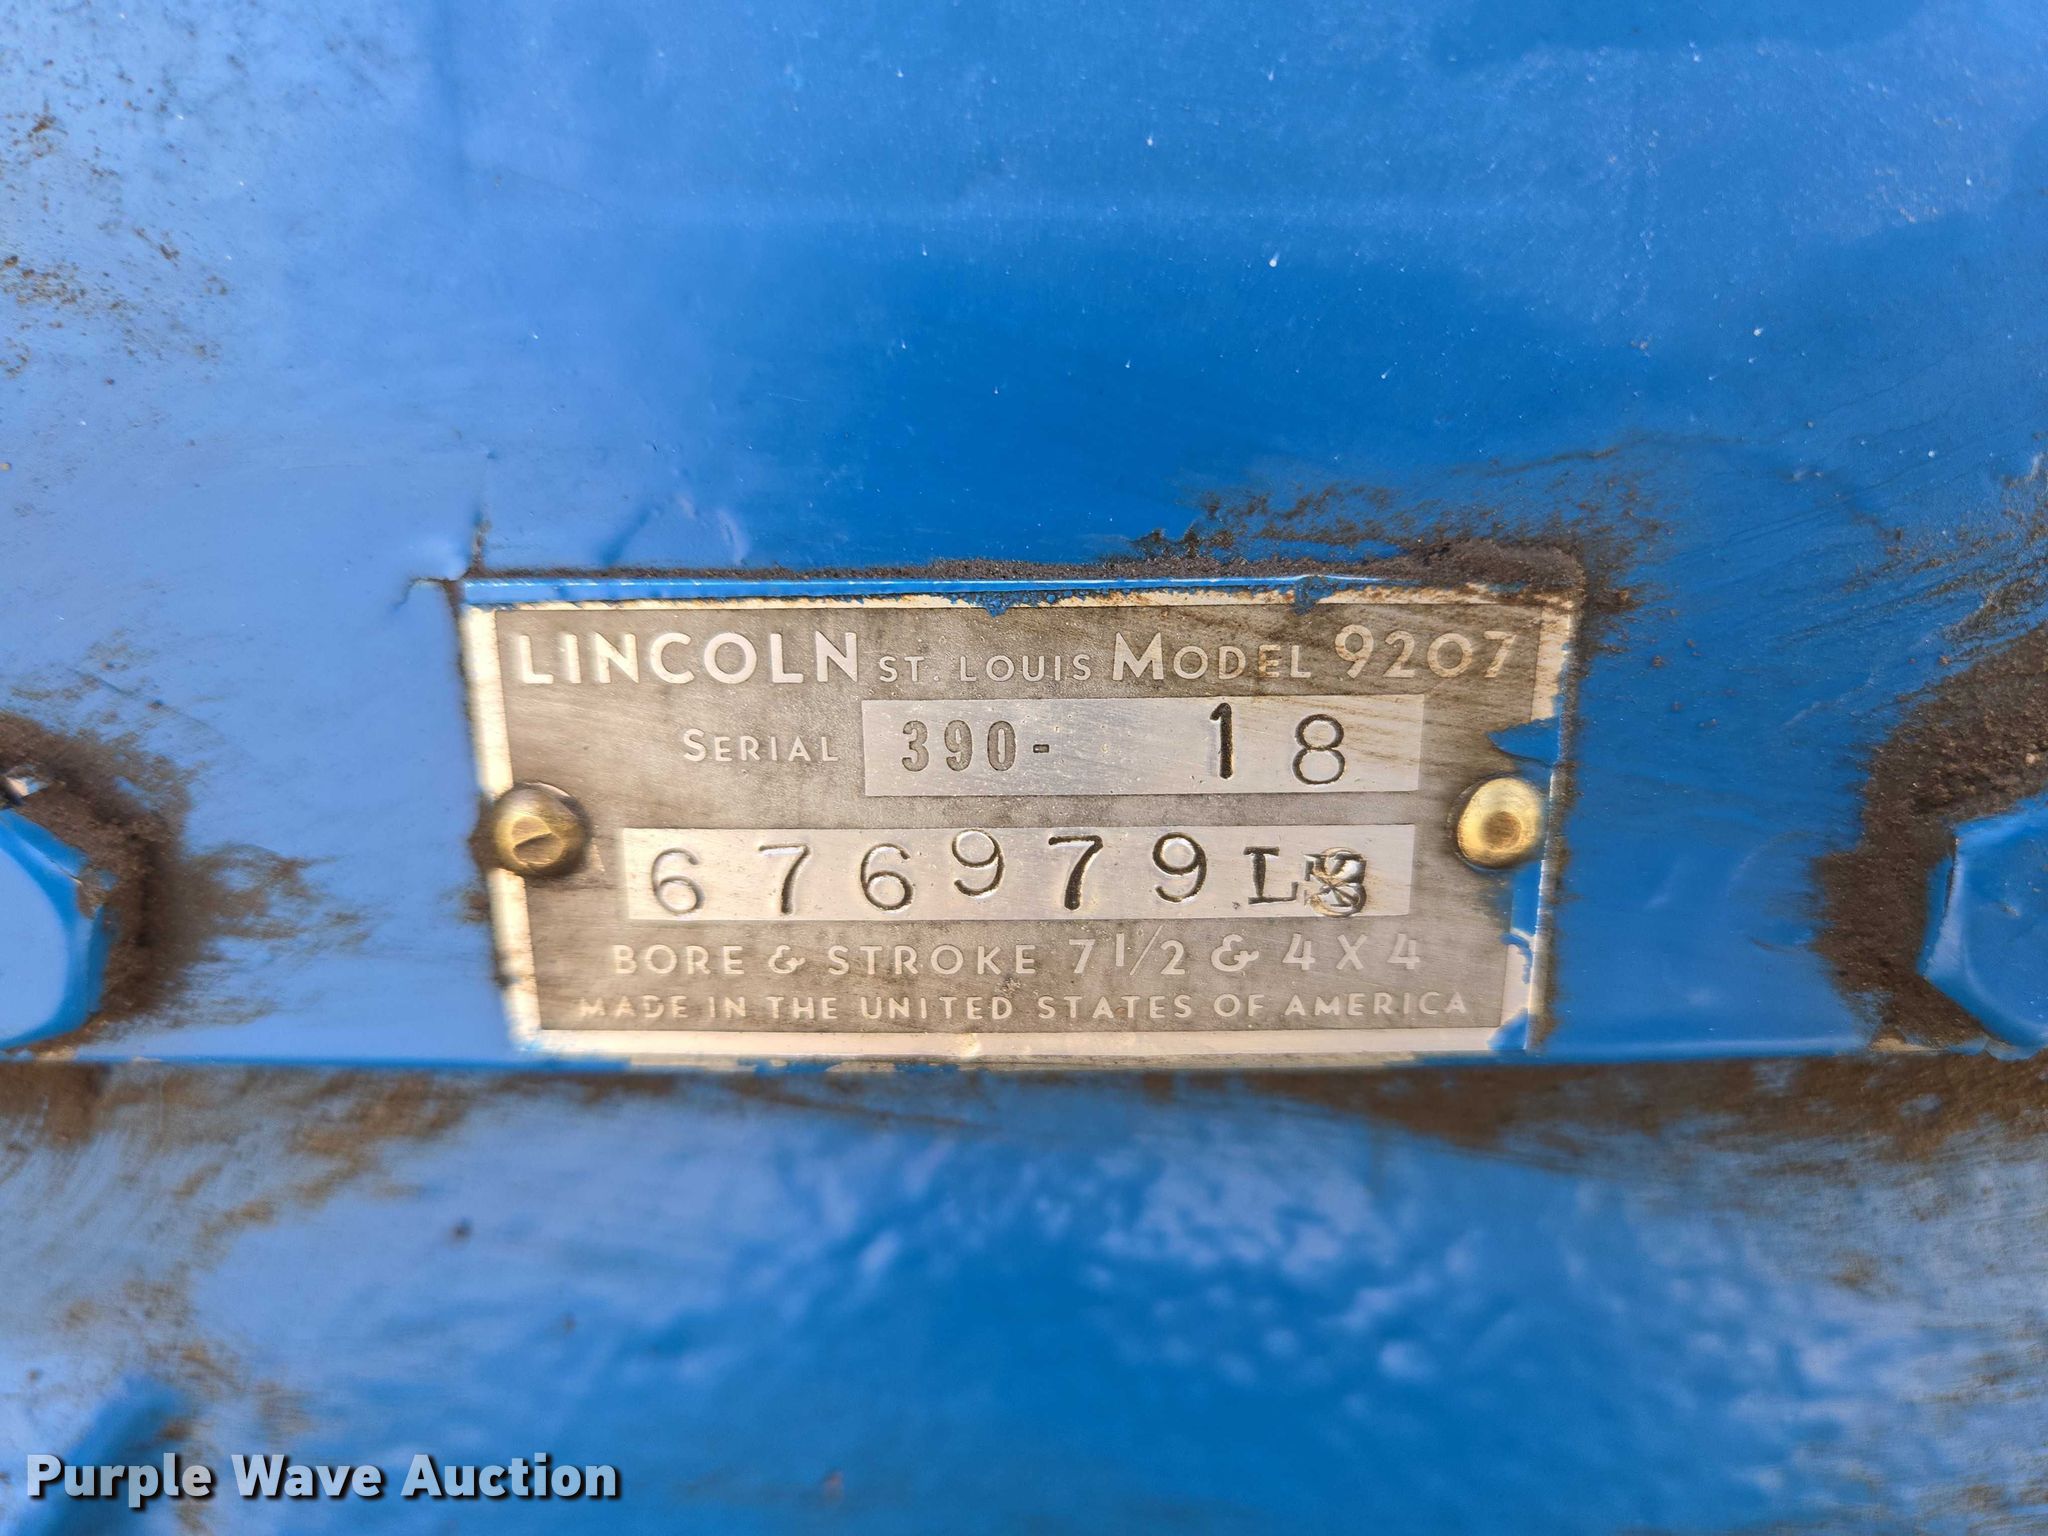 LINCOLN ST. LOUIS MODEL 9207
SERIAL 390- 18
676979L
BORE & STROKE 7 1/2 & 4 X 4
MADE IN THE UNITED STATES OF AMERICA
Purple Wave Auction